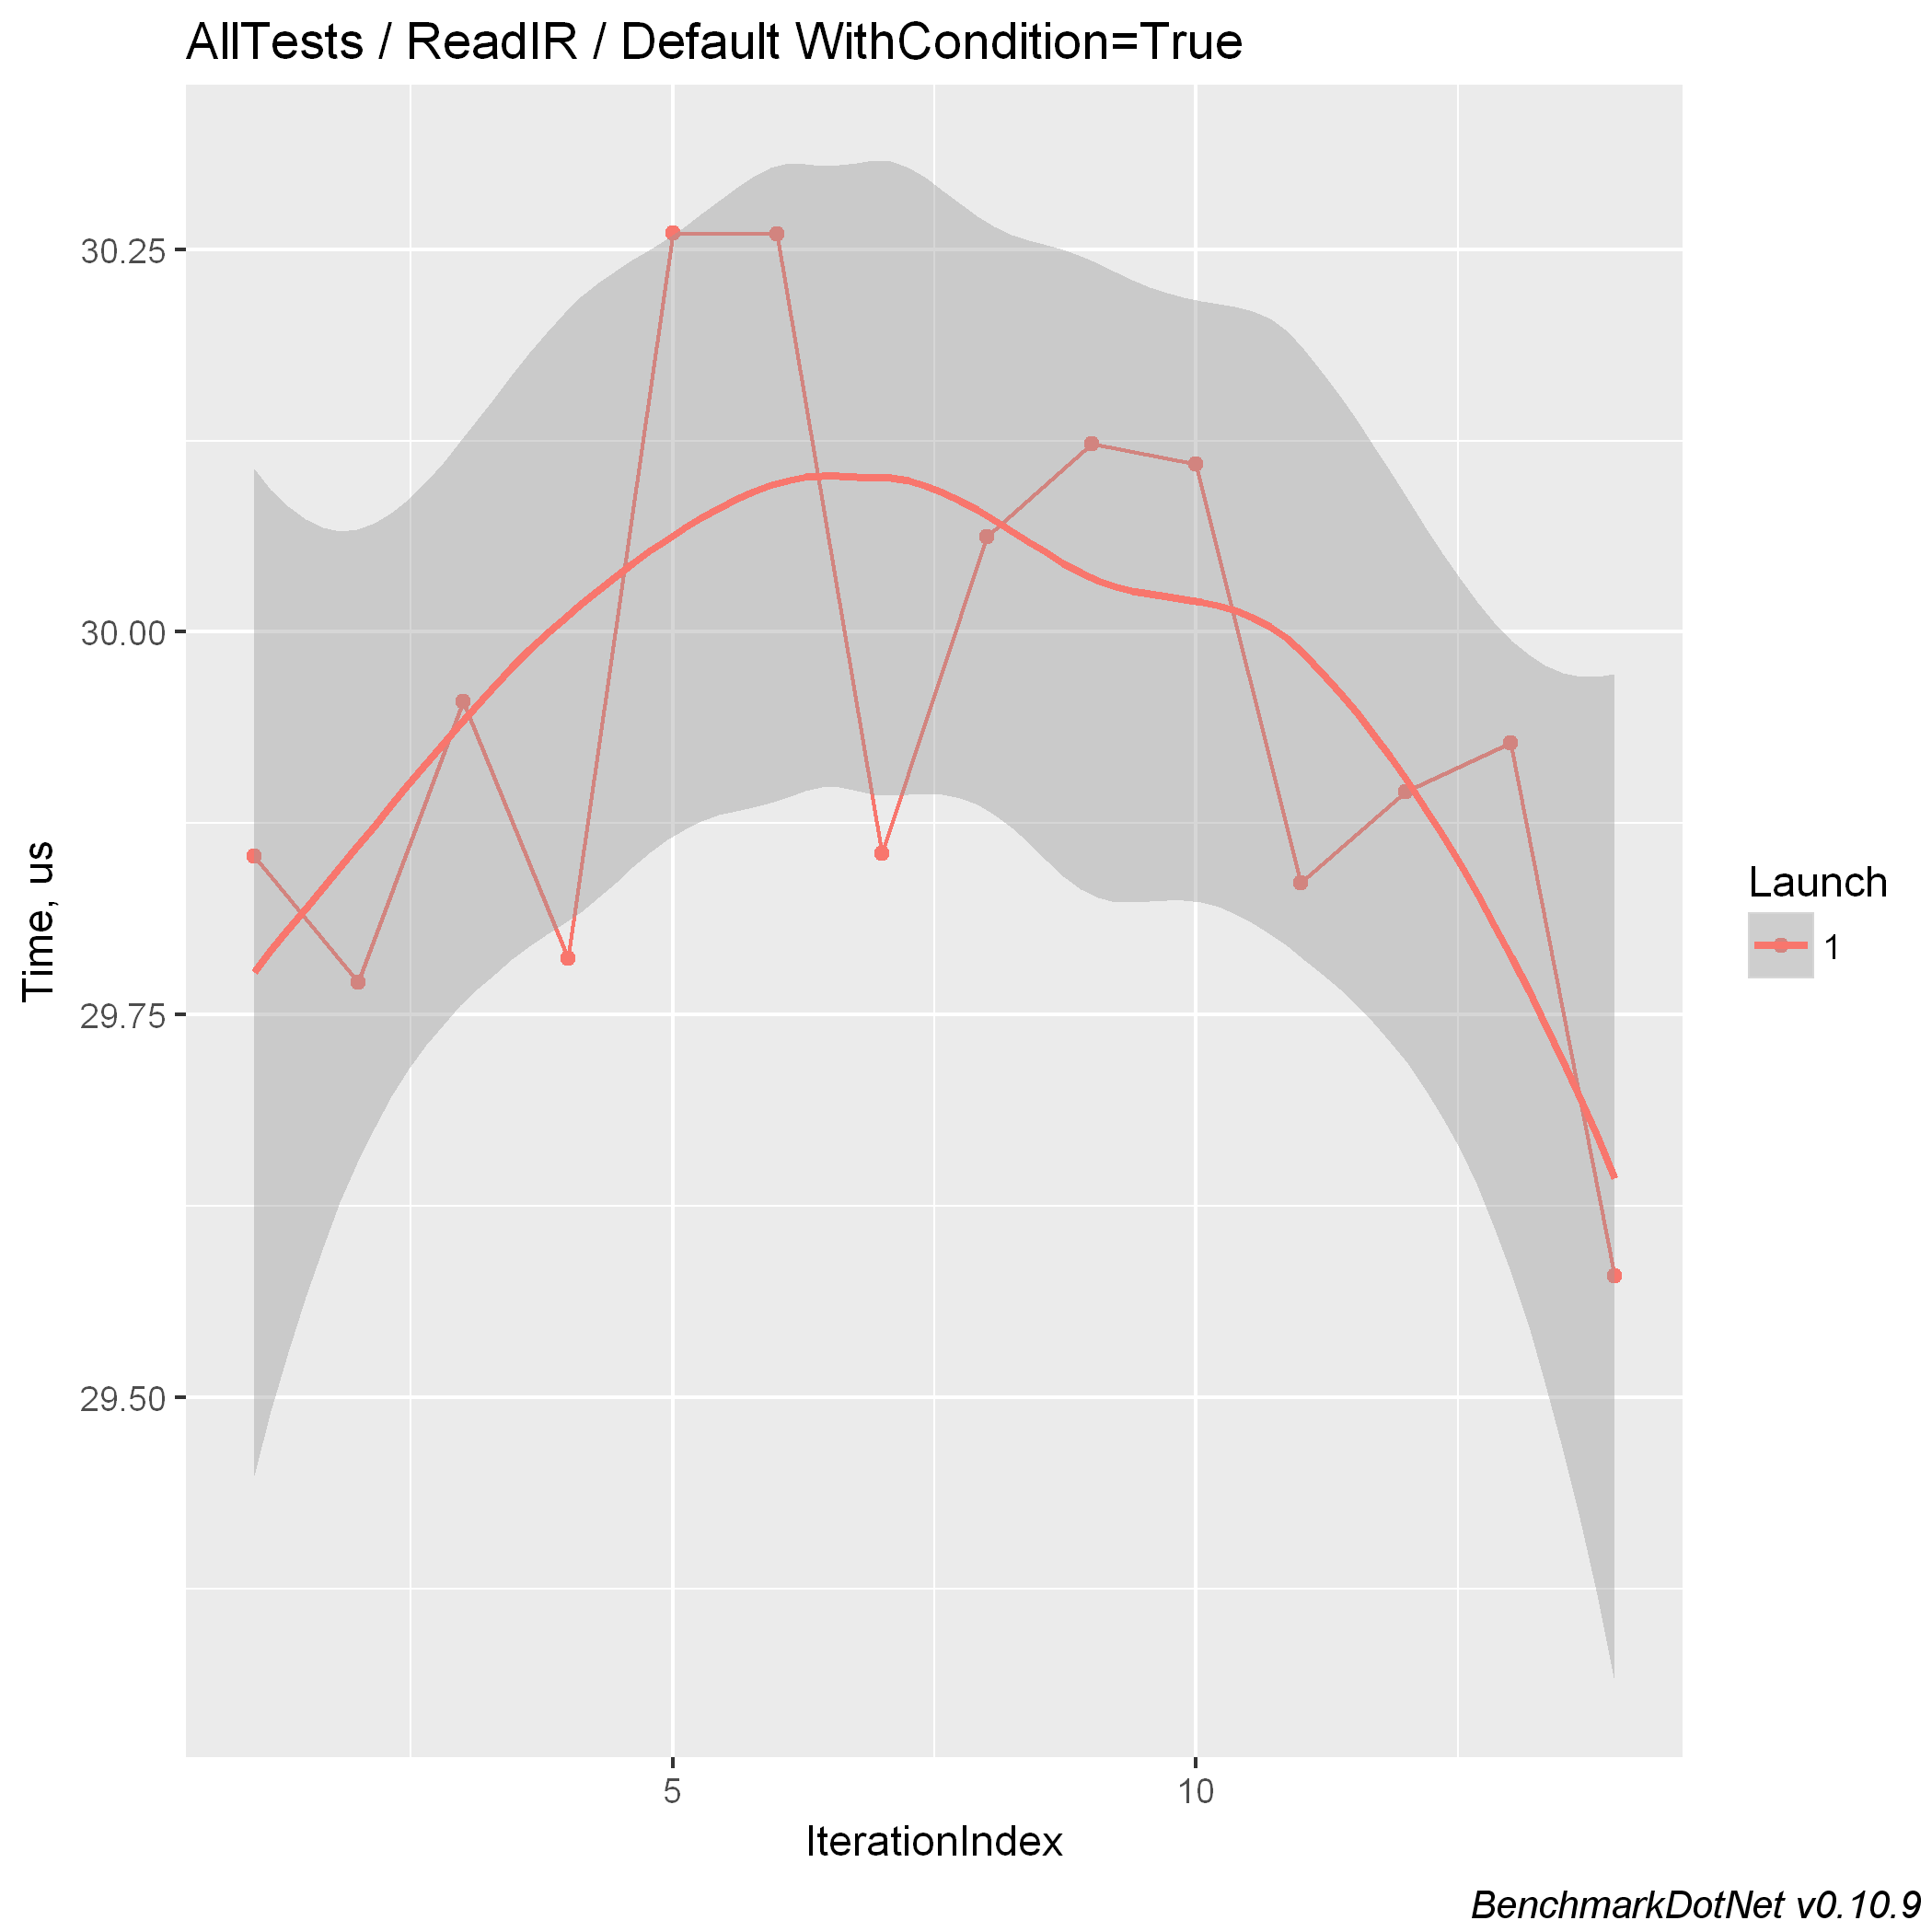 AllTests / ReadIR / Default WithCondition=True
30.25
30.00
29.75
29.50
Time, us
5
10
IterationIndex
Launch
1
BenchmarkDotNet v0.10.9